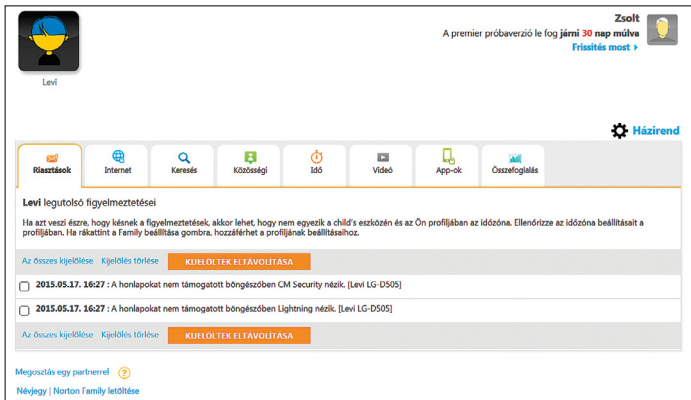 Zsolt
A premier próbaverzió le fog járni 30 nap múlva
Frissítés most
Levi
Házirend
Riasztások
Internet
Keresés
Közösségi
Idő
Videó
App-ok
Összefoglalás
Levi legutolsó figyelmeztetései
Ha azt veszi észre, hogy késnek a figyelmeztetések, akkor lehet, hogy nem egyezik a child's eszközén és az Ön profiljában az időzóna. Ellenőrizze az időzóna beállításait a
profiljában. Ha rákattint a Family beállítása gombra, hozzáférhet a profiljának beállításaihoz.
Az összes kijelölése Kijelölés törlése KIJELÖLTEK ELTÁVOLÍTÁSA
2015.05.17. 16:27 : A honlapokat nem támogatott böngészőben CM Security nézik. [Levi LG-D505]
2015.05.17. 16:27 : A honlapokat nem támogatott böngészőben Lightning nézik. [Levi LG-D505]
Az összes kijelölése Kijelölés törlése KIJELÖLTEK ELTÁVOLÍTÁSA
Megosztás egy partnerrel ?
Névjegy | Norton Family letöltése